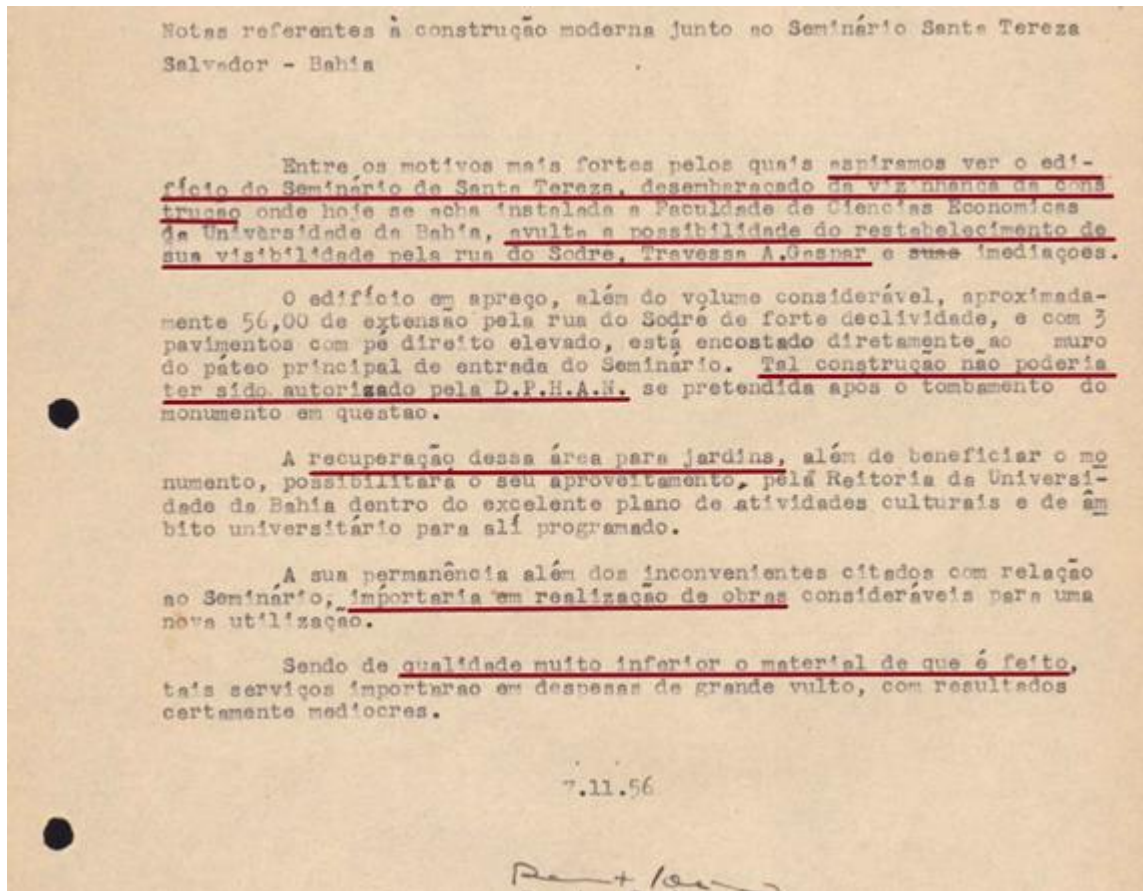 Notas referentes à construção moderna junto ao Seminário Santa Tereza
Salvador - Bahia
Entre os motivos mais fortes pelos quais aspiramos ver o edi-
fício do Seminário de Santa Tereza, desembaraçado da vizinhança da cons
trução onde hoje se acha instalada a Faculdade de Ciencias Economicas
da Universidade da Bahia, avulta a possibilidade do restabelecimento de
sua visibilidade pela rua do Sodre, Travessa A.Gaspar e suas imediações.
O edifício em apreço, além do volume considerável, aproximada-
mente 56,00 de extensão pela rua do Sodré de forte declividade, e com 3
pavimentos com pé direito elevado, está encostado diretamente ao muro
do páteo principal de entrada do Seminário. Tal construção não poderia
ter sido autorizado pela D.P.H.A.N. se pretendida após o tombamento do
monumento em questao.
A recuperação dessa área para jardins, além de beneficiar o mo
numento, possibilitará o seu aproveitamento, pela Reitoria da Universi-
dade da Bahia dentro do excelente plano de atividades culturais e de âm
bito universitário para alí programado.
A sua permanência além dos inconvenientes citados com relação
ao Seminário, importaria em realização de obras consideráveis para uma
nova utilização.
Sendo de qualidade muito inferior o material de que é feito,
tais serviços importarao em despesas de grande vulto, com resultados
certamente mediocres.
7.11.56